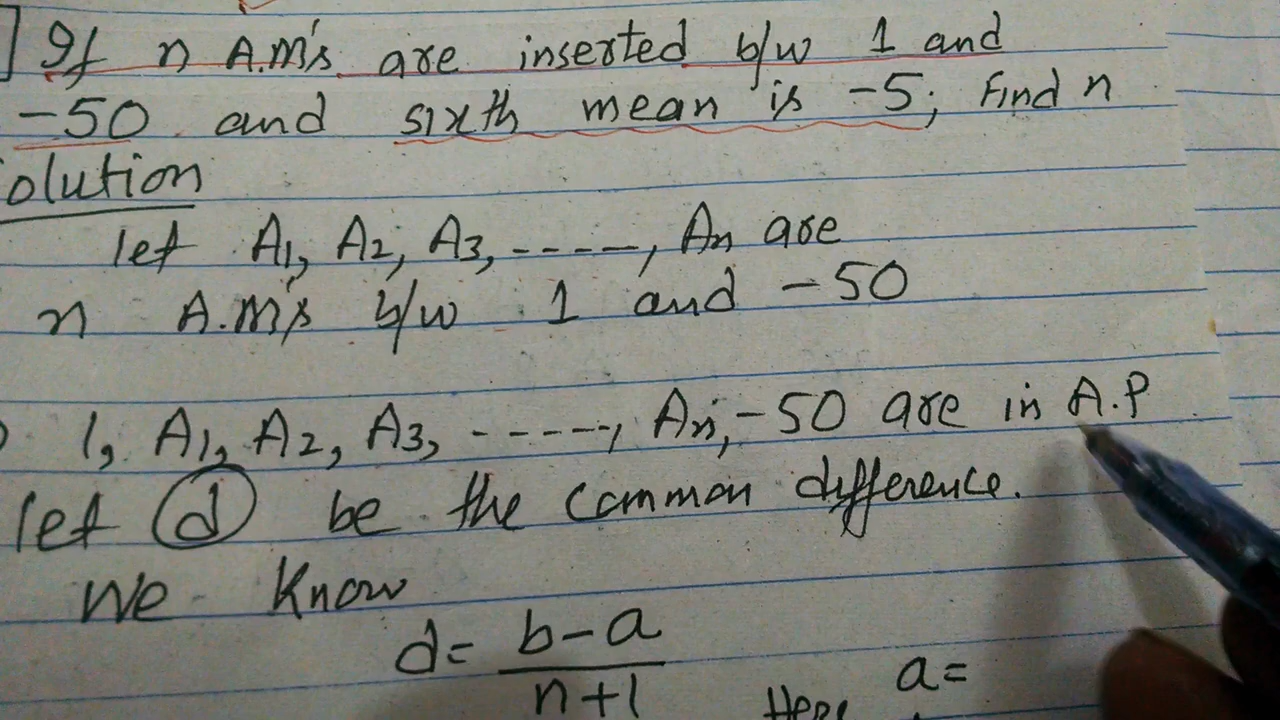 ] If n A.M's are inserted b/w 1 and
-50 and sixth mean is -5; Find n
olution
let A1, A2, A3, -----, An are
n A.M's b/w 1 and -50
1, A1, A2, A3, -----, An, -50 are in A.P
let d be the common difference.
We know
d = b-a / n+1
Here a =